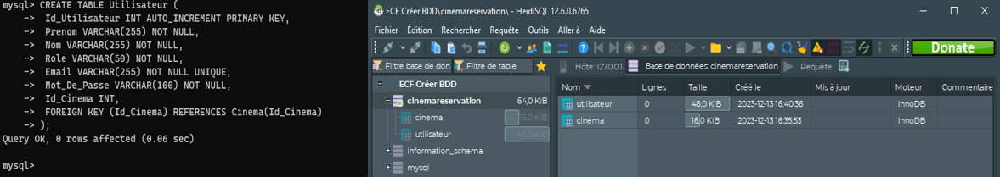 mysql> CREATE TABLE Utilisateur (
-> Id_Utilisateur INT AUTO_INCREMENT PRIMARY KEY,
-> Prenom VARCHAR(255) NOT NULL,
-> Nom VARCHAR(255) NOT NULL,
-> Role VARCHAR(50) NOT NULL,
-> Email VARCHAR(255) NOT NULL UNIQUE,
-> Mot_De_Passe VARCHAR(100) NOT NULL,
-> Id_Cinema INT,
-> FOREIGN KEY (Id_Cinema) REFERENCES Cinema(Id_Cinema)
-> );
Query OK, 0 rows affected (0.06 sec)
mysql>
ECF Créer BDD\cinemareservation\ - HeidiSQL 12.6.0.6765
Fichier Édition Rechercher Requête Outils Aller à Aide
Donate
Filtre base de don Filtre de table
Hôte: 127.0.0.1 Base de données: cinemareservation Requête
ECF Créer BDD
cinemareservation 64,0 KiB
cinema 16,0 KiB
utilisateur 48,0 KiB
information_schema
mysql
Nom Lignes Taille Créé le Mis à jour Moteur Commentaire
utilisateur 0 48,0 KiB 2023-12-13 16:40:36 InnoDB
cinema 0 16,0 KiB 2023-12-13 16:35:53 InnoDB